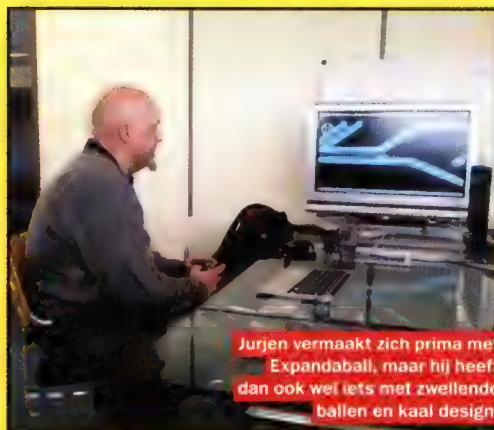 Jurjen vermaakt zich prima met
Expandaball, maar hij heeft
dan ook wel iets met zwellende
ballen en kaal design